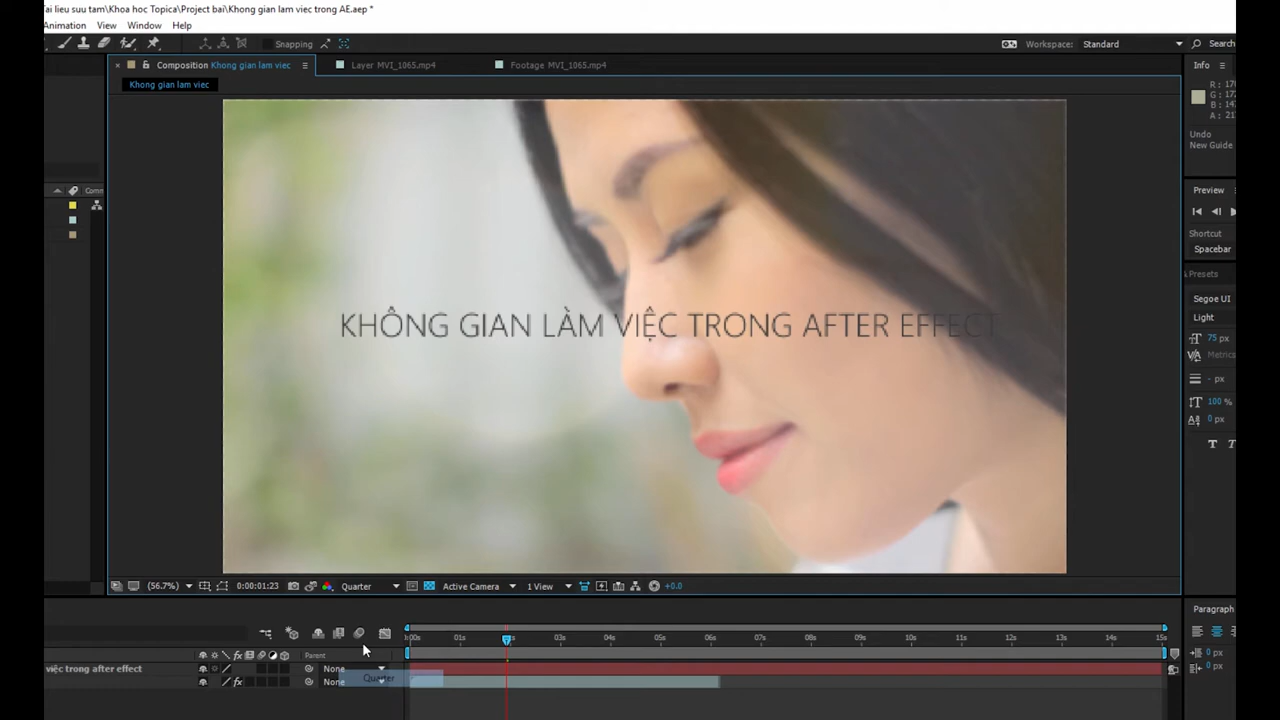 Tai lieu suu tam\Khoa hoc Topica\Project bai\Khong gian lam viec trong AE.aep *
Animation View Window Help
Snapping Workspace: Standard Search
Composition Khong gian lam viec Layer MVI_1065.mp4 Footage MVI_1065.mp4 Info
Khong gian lam viec
R:
G:
B:
A:
Undo
New Guide
Preview
Shortcut
Spacebar
& Presets
Segoe UI
Light
75 px
Metrics
- px
100 %
0 px
KHÔNG GIAN LÀM VIỆC TRONG AFTER EFFECT
(56.7%) 0:00:01:23 Quarter Active Camera 1 View +0.0
Paragraph
:00s 01s 03s 04s 05s 06s 07s 08s 09s 10s 11s 12s 13s 14s 15s
Parent
việc trong after effect None
Quarter
None
0 px
0 px